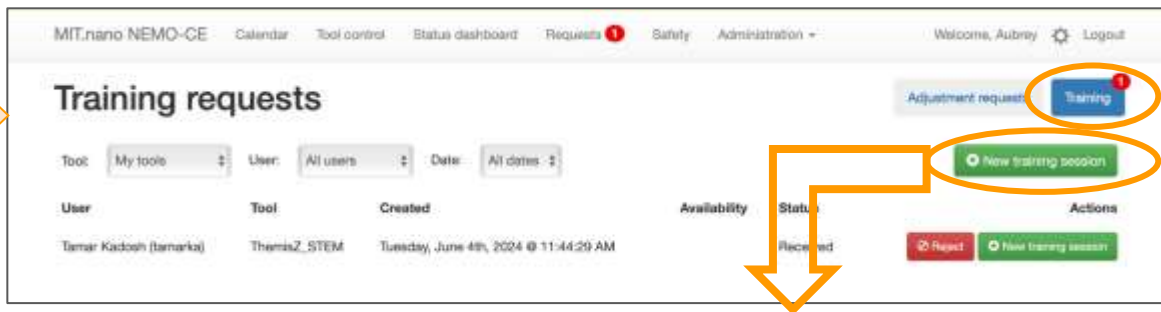 MIT.nano NEMO-CE Calendar Tool control Status dashboard Requests 1 Safety Administration Welcome, Aubrey Logout
Training requests
Adjustment requests Training 1
Tool: My tools User: All users Date: All dates New training session
User Tool Created Availability Status Actions
Tamar Kadosh (tamarka) ThemisZ_STEM Tuesday, June 4th, 2024 @ 11:44:29 AM Received Reject New training session